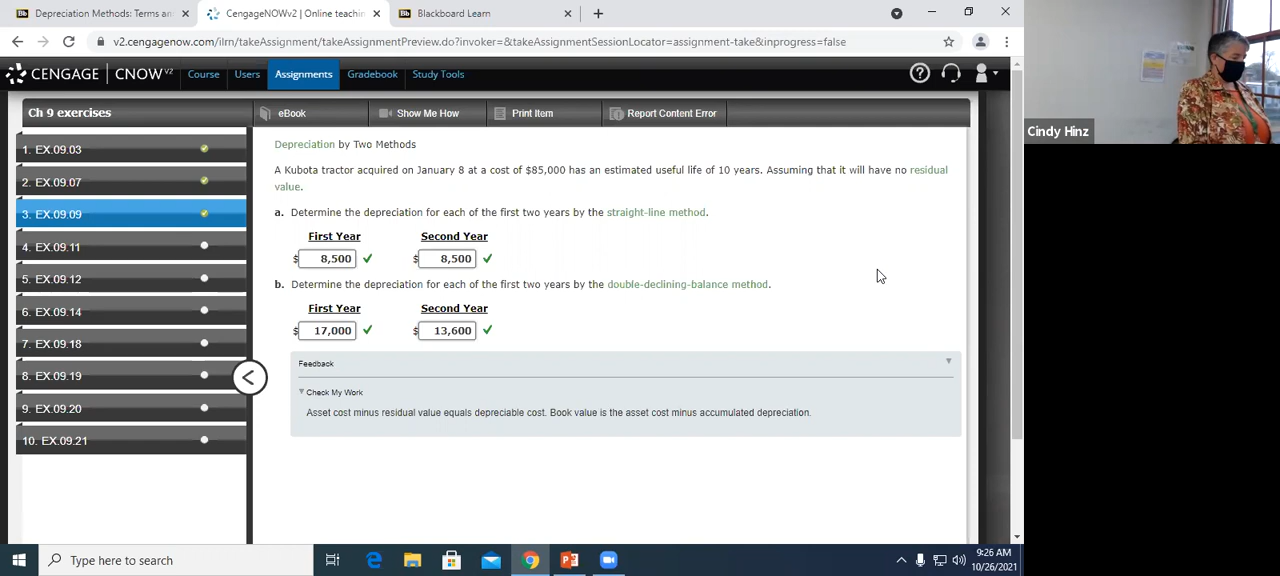 Depreciation Methods: Terms an
CengageNOWv2 | Online teachin
Blackboard Learn
v2.cengagenow.com/ilrn/takeAssignment/takeAssignmentPreview.do?invoker=&takeAssignmentSessionLocator=assignment-take&inprogress=false
CENGAGE | CNOWv2
Course
Users
Assignments
Gradebook
Study Tools
Ch 9 exercises
eBook
Show Me How
Print Item
Report Content Error
Cindy Hinz
1. EX.09.03
2. EX.09.07
3. EX.09.09
4. EX.09.11
5. EX.09.12
6. EX.09.14
7. EX.09.18
8. EX.09.19
9. EX.09.20
10. EX.09.21
Depreciation by Two Methods
A Kubota tractor acquired on January 8 at a cost of $85,000 has an estimated useful life of 10 years. Assuming that it will have no residual
value.
a. Determine the depreciation for each of the first two years by the straight-line method.
First Year Second Year
$ 8,500 ✓ $ 8,500 ✓
b. Determine the depreciation for each of the first two years by the double-declining-balance method.
First Year Second Year
$ 17,000 ✓ $ 13,600 ✓
Feedback
Check My Work
Asset cost minus residual value equals depreciable cost. Book value is the asset cost minus accumulated depreciation.
Type here to search
9:26 AM
10/26/2021